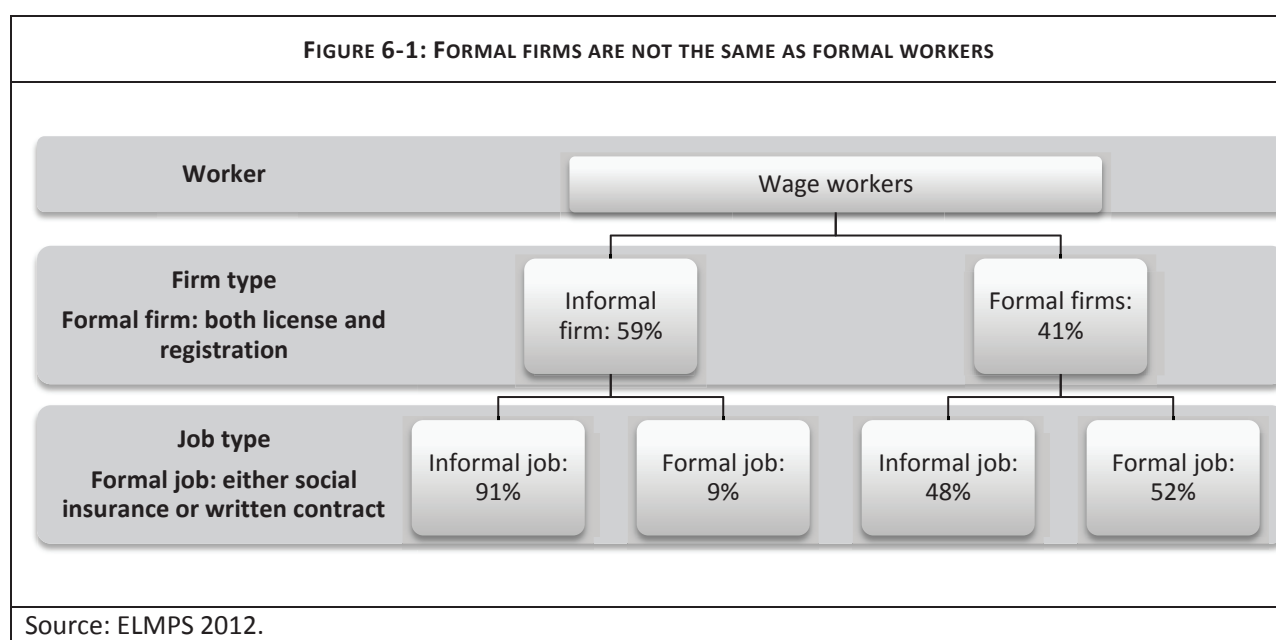 FIGURE 6-1: FORMAL FIRMS ARE NOT THE SAME AS FORMAL WORKERS
Worker
Wage workers
Firm type
Formal firm: both license and
registration
Informal
firm: 59%
Formal firms:
41%
Job type
Formal job: either social
insurance or written contract
Informal job:
91%
Formal job:
9%
Informal job:
48%
Formal job:
52%
Source: ELMPS 2012.